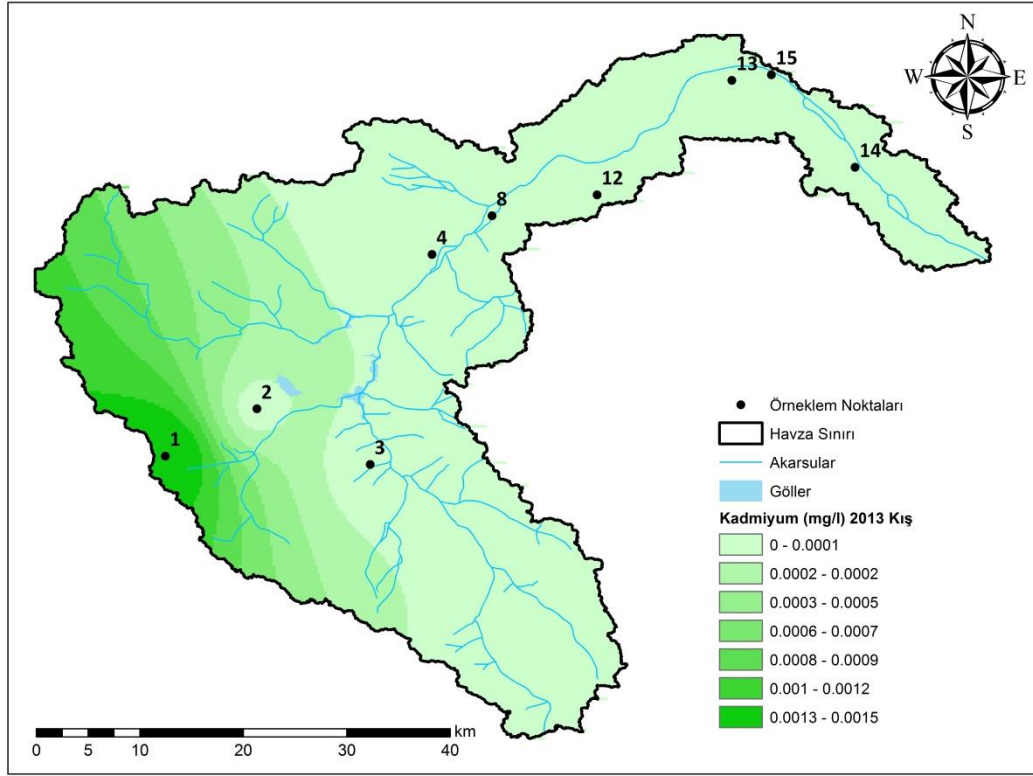 N
W E
S
13
15
14
12
8
4
2
1
3
Örneklem Noktaları
Havza Sınırı
Akarsular
Göller
Kadmiyum (mg/l) 2013 Kış
0 - 0.0001
0.0002 - 0.0002
0.0003 - 0.0005
0.0006 - 0.0007
0.0008 - 0.0009
0.001 - 0.0012
0.0013 - 0.0015
km
0 5 10 20 30 40